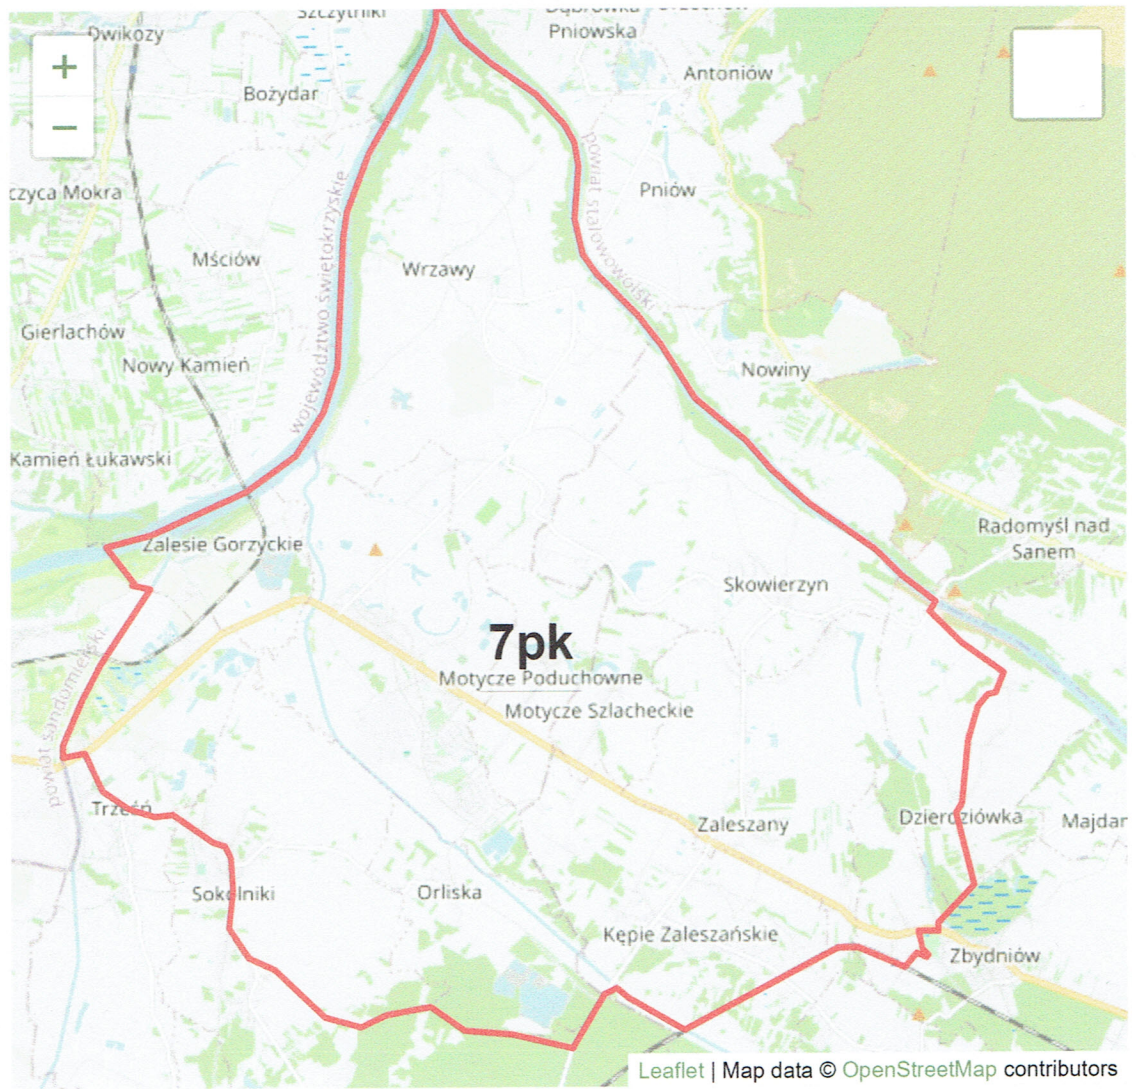 Szczytniki
Dąbrówka
Pniowska
Dwikozy
Antoniów
Bożydar
+
−
powiat stalowowolski
województwo świętokrzyskie
czyca Mokra
Pniów
Mściów
Wrzawy
Gierlachów
Nowy Kamień
Nowiny
Kamień Łukawski
Radomyśl nad
Sanem
Zalesie Gorzyckie
Skowierzyn
7pk
powiat sandomierski
Motycze Poduchowne
Motycze Szlacheckie
Trześń
Zaleszany
Dzierdziówka
Majdan
Sokolniki
Orliska
Kępie Zaleszańskie
Zbydniów
Leaflet | Map data © OpenStreetMap contributors